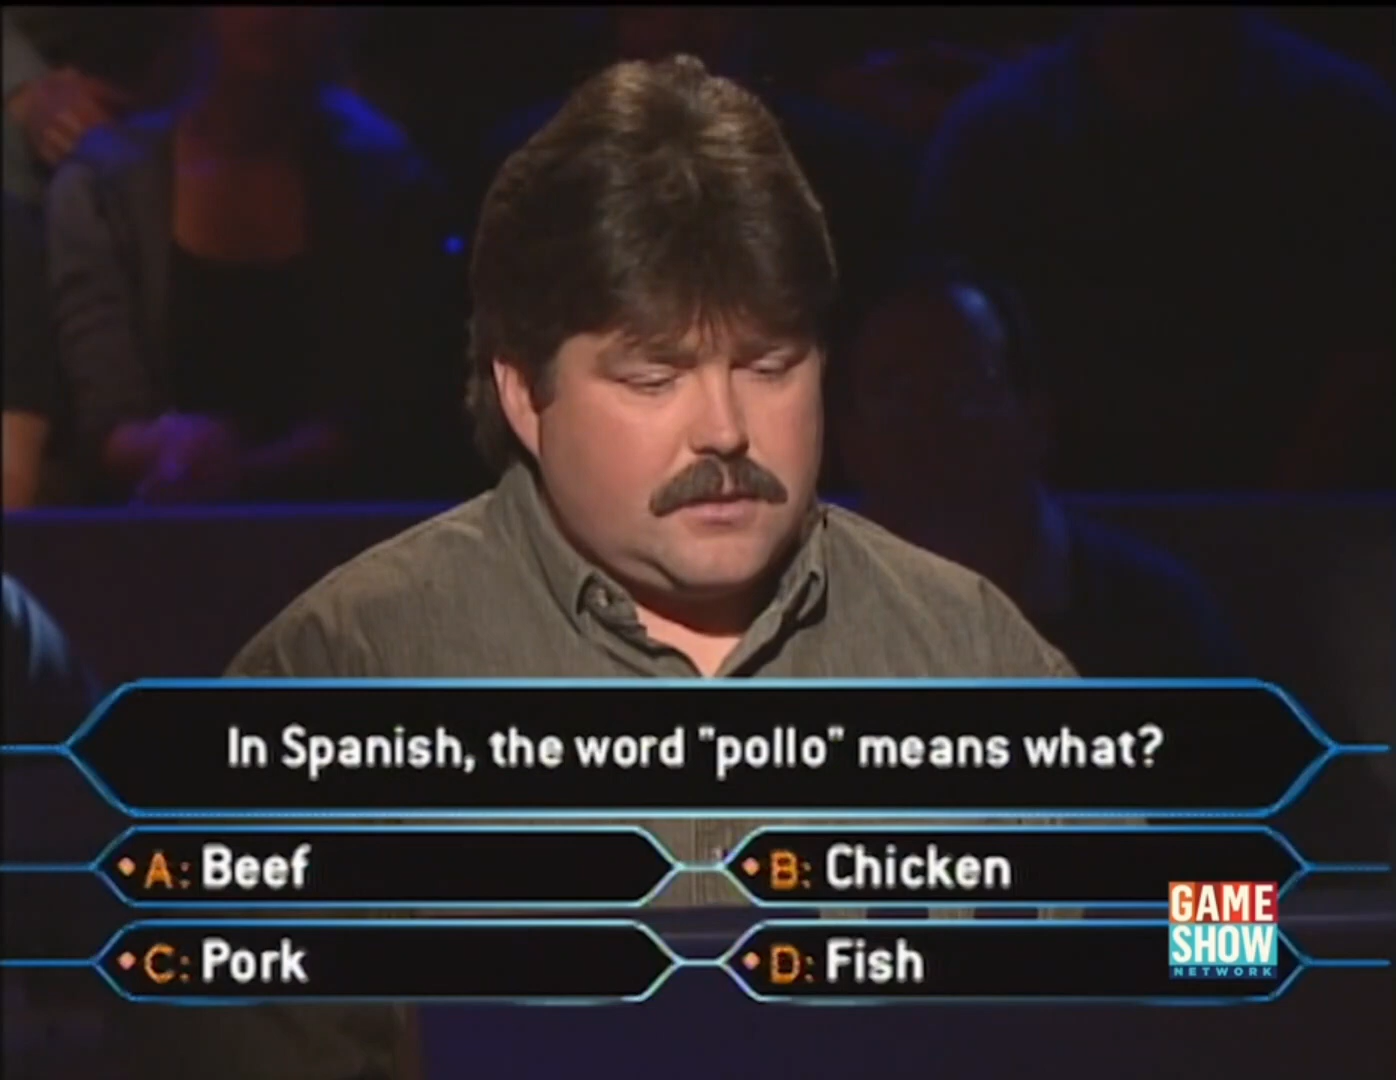 In Spanish, the word "pollo" means what?
A: Beef
B: Chicken
C: Pork
D: Fish
GAME
SHOW
NETWORK